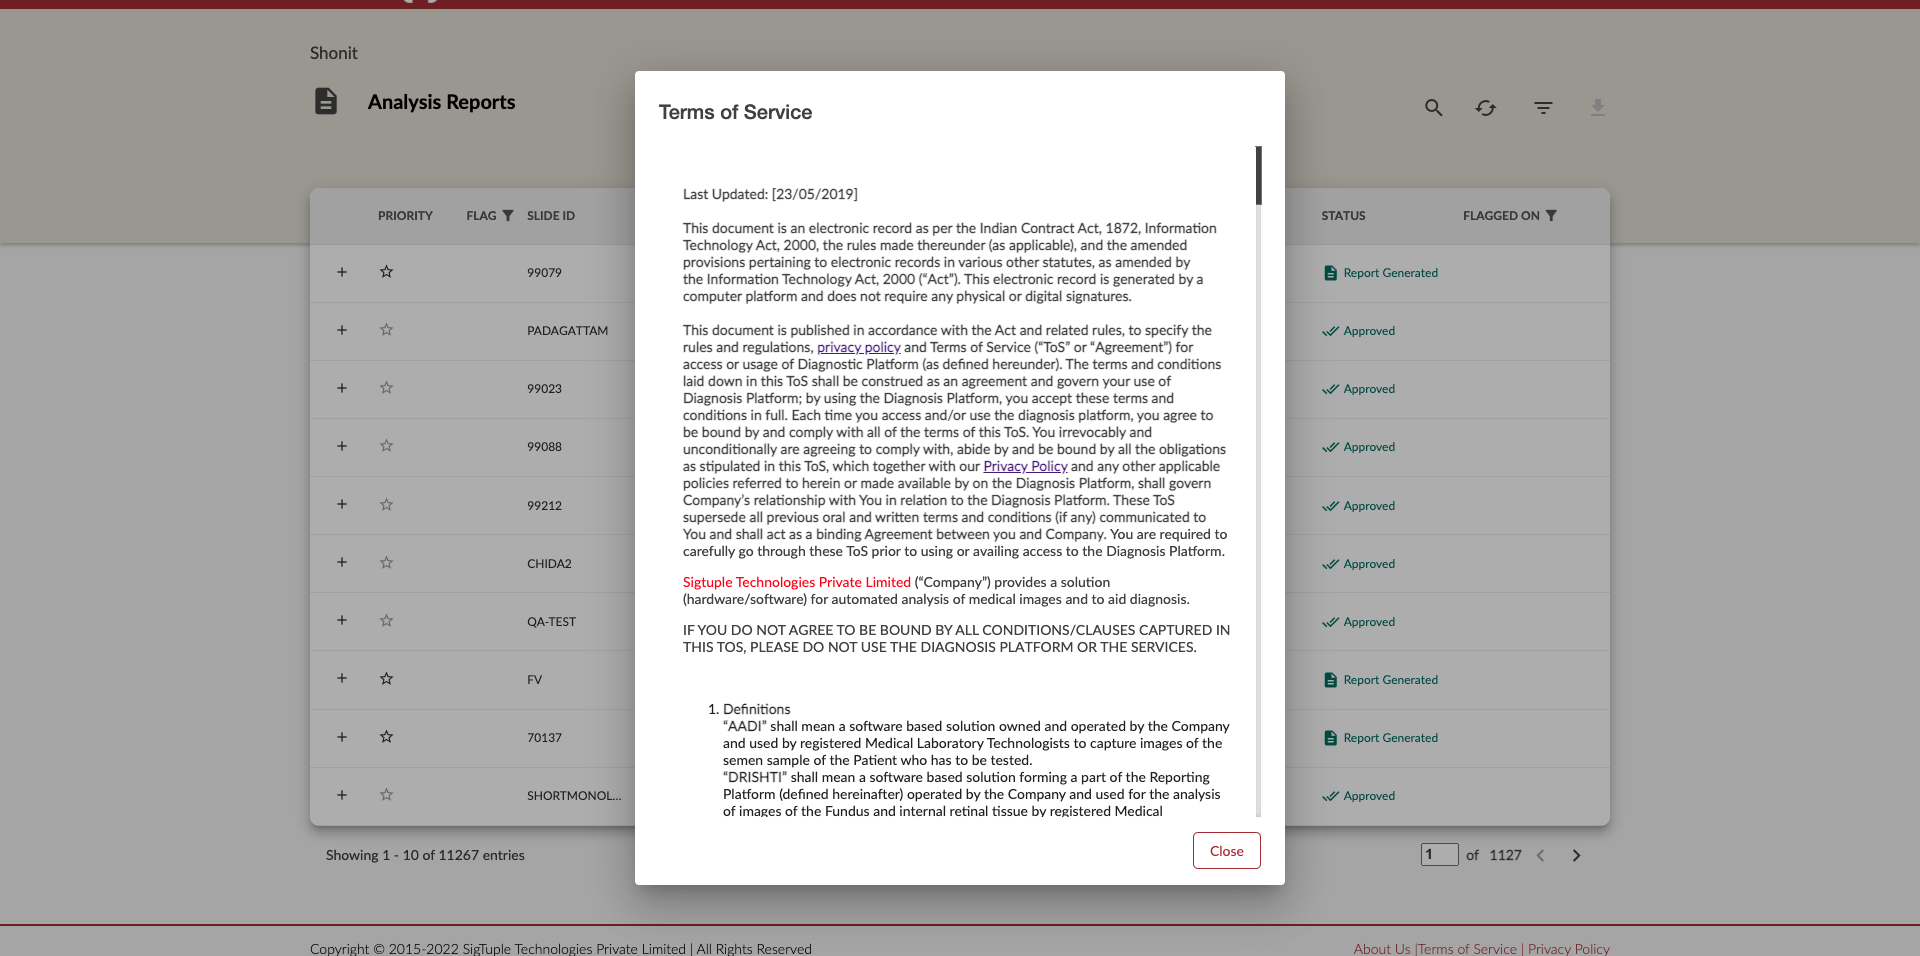 Shonit
Analysis Reports
Terms of Service
Last Updated: [23/05/2019]
This document is an electronic record as per the Indian Contract Act, 1872, Information
Technology Act, 2000, the rules made thereunder (as applicable), and the amended
provisions pertaining to electronic records in various other statutes, as amended by
the Information Technology Act, 2000 (“Act”). This electronic record is generated by a
computer platform and does not require any physical or digital signatures.
This document is published in accordance with the Act and related rules, to specify the
rules and regulations, privacy policy and Terms of Service (“ToS” or “Agreement”) for
access or usage of Diagnostic Platform (as defined hereunder). The terms and conditions
laid down in this ToS shall be construed as an agreement and govern your use of
Diagnosis Platform; by using the Diagnosis Platform, you accept these terms and
conditions in full. Each time you access and/or use the diagnosis platform, you agree to
be bound by and comply with all of the terms of this ToS. You irrevocably and
unconditionally are agreeing to comply with, abide by and be bound by all the obligations
as stipulated in this ToS, which together with our Privacy Policy and any other applicable
policies referred to herein or made available by on the Diagnosis Platform, shall govern
Company’s relationship with You in relation to the Diagnosis Platform. These ToS
supersede all previous oral and written terms and conditions (if any) communicated to
You and shall act as a binding Agreement between you and Company. You are required to
carefully go through these ToS prior to using or availing access to the Diagnosis Platform.
Sigtuple Technologies Private Limited (“Company”) provides a solution
(hardware/software) for automated analysis of medical images and to aid diagnosis.
IF YOU DO NOT AGREE TO BE BOUND BY ALL CONDITIONS/CLAUSES CAPTURED IN
THIS TOS, PLEASE DO NOT USE THE DIAGNOSIS PLATFORM OR THE SERVICES.
1. Definitions
“AADI” shall mean a software based solution owned and operated by the Company
and used by registered Medical Laboratory Technologists to capture images of the
semen sample of the Patient who has to be tested.
“DRISHTI” shall mean a software based solution forming a part of the Reporting
Platform (defined hereinafter) operated by the Company and used for the analysis
of images of the Fundus and internal retinal tissue by registered Medical
Close
PRIORITY FLAG SLIDE ID STATUS FLAGGED ON
99079 Report Generated
PADAGATTAM Approved
99023 Approved
99088 Approved
99212 Approved
CHIDA2 Approved
QA-TEST Approved
FV Report Generated
70137 Report Generated
SHORTMONOL... Approved
Showing 1 - 10 of 11267 entries 1 of 1127
Copyright © 2015-2022 SigTuple Technologies Private Limited | All Rights Reserved About Us |Terms of Service | Privacy Policy